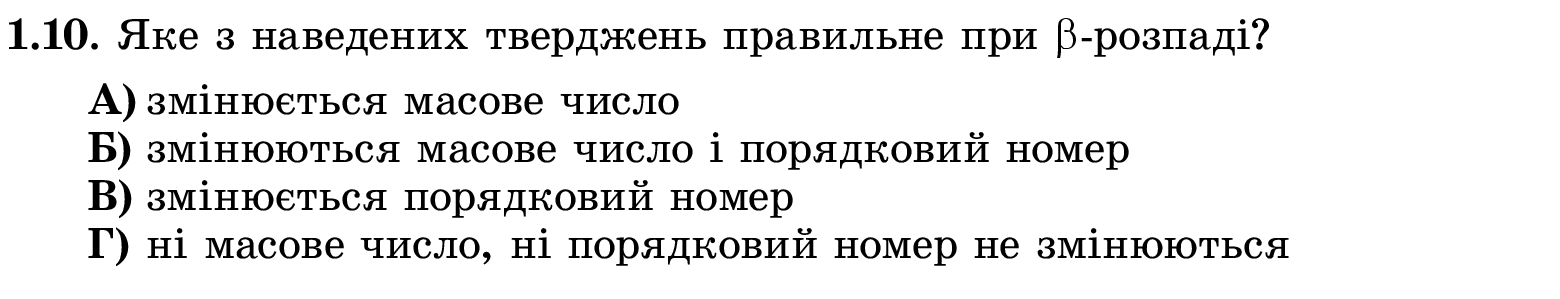 1.10. Яке з наведених тверджень правильне при β-розпаді?
А) змінюється масове число
Б) змінюються масове число і порядковий номер
В) змінюється порядковий номер
Г) ні масове число, ні порядковий номер не змінюються